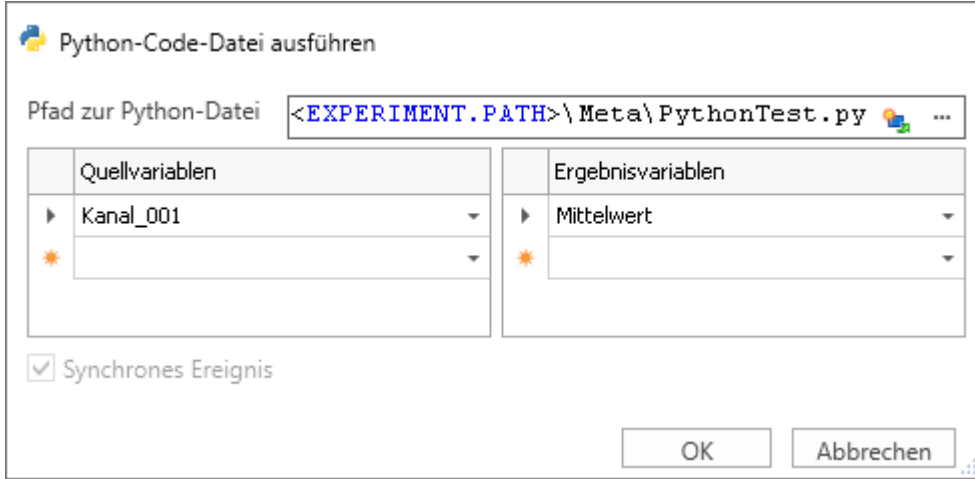 Python-Code-Datei ausführen
Pfad zur Python-Datei <EXPERIMENT.PATH>\Meta\PythonTest.py ...
Quellvariablen Ergebnisvariablen
Kanal_001 Mittelwert
Synchrones Ereignis
OK Abbrechen